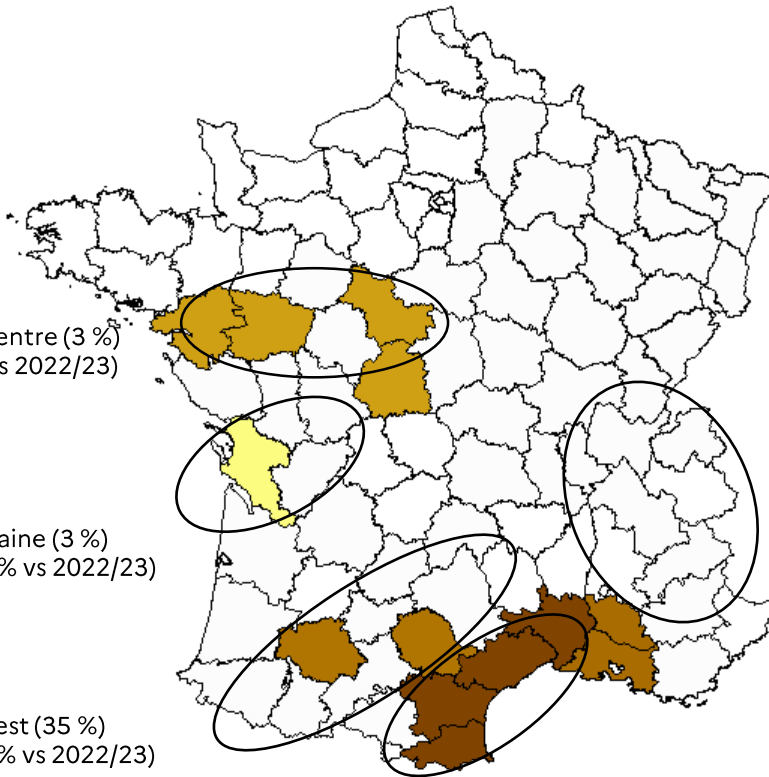 entre (3 %)
s 2022/23)
aine (3 %)
% vs 2022/23)
est (35 %)
% vs 2022/23)